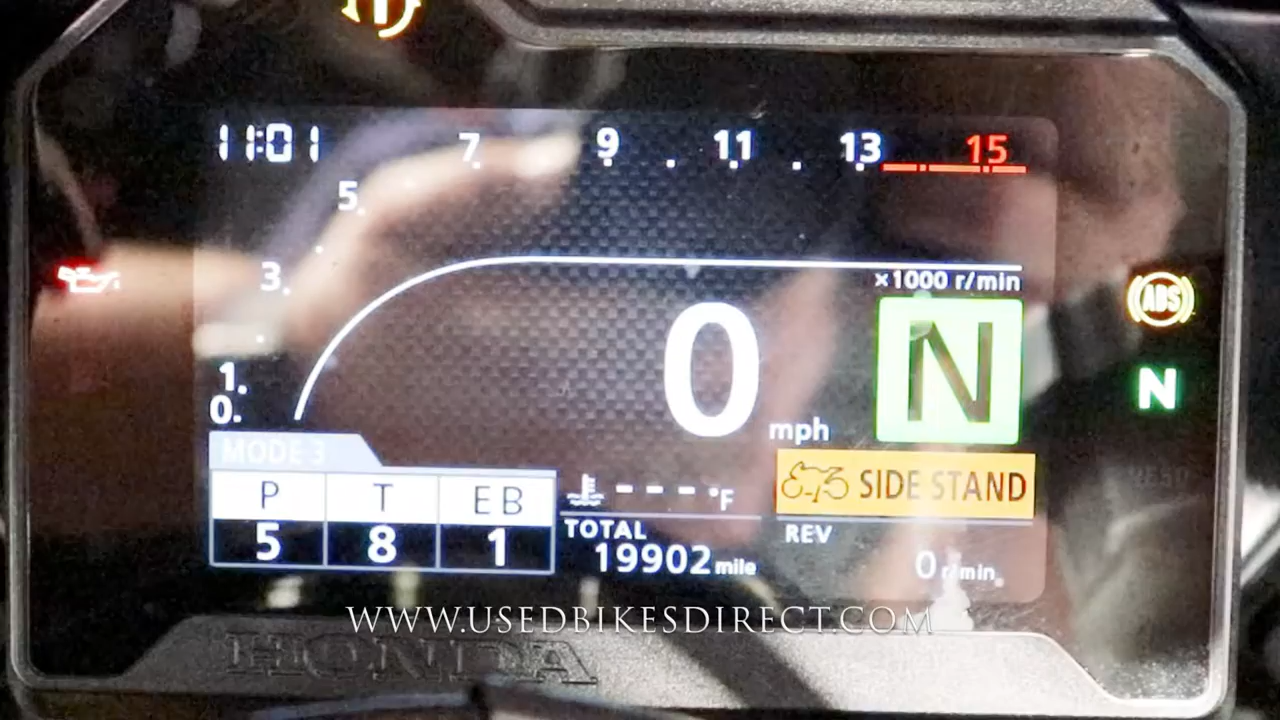 11:01
7 9 11 13 15
5
3
1
0
×1000 r/min
ABS
0 mph
N
N
MODE 3
P T EB
5 8 1
---°F
SIDE STAND
TOTAL
19902 mile
REV
0 r/min
WWW.USEDBIKESDIRECT.COM
HONDA